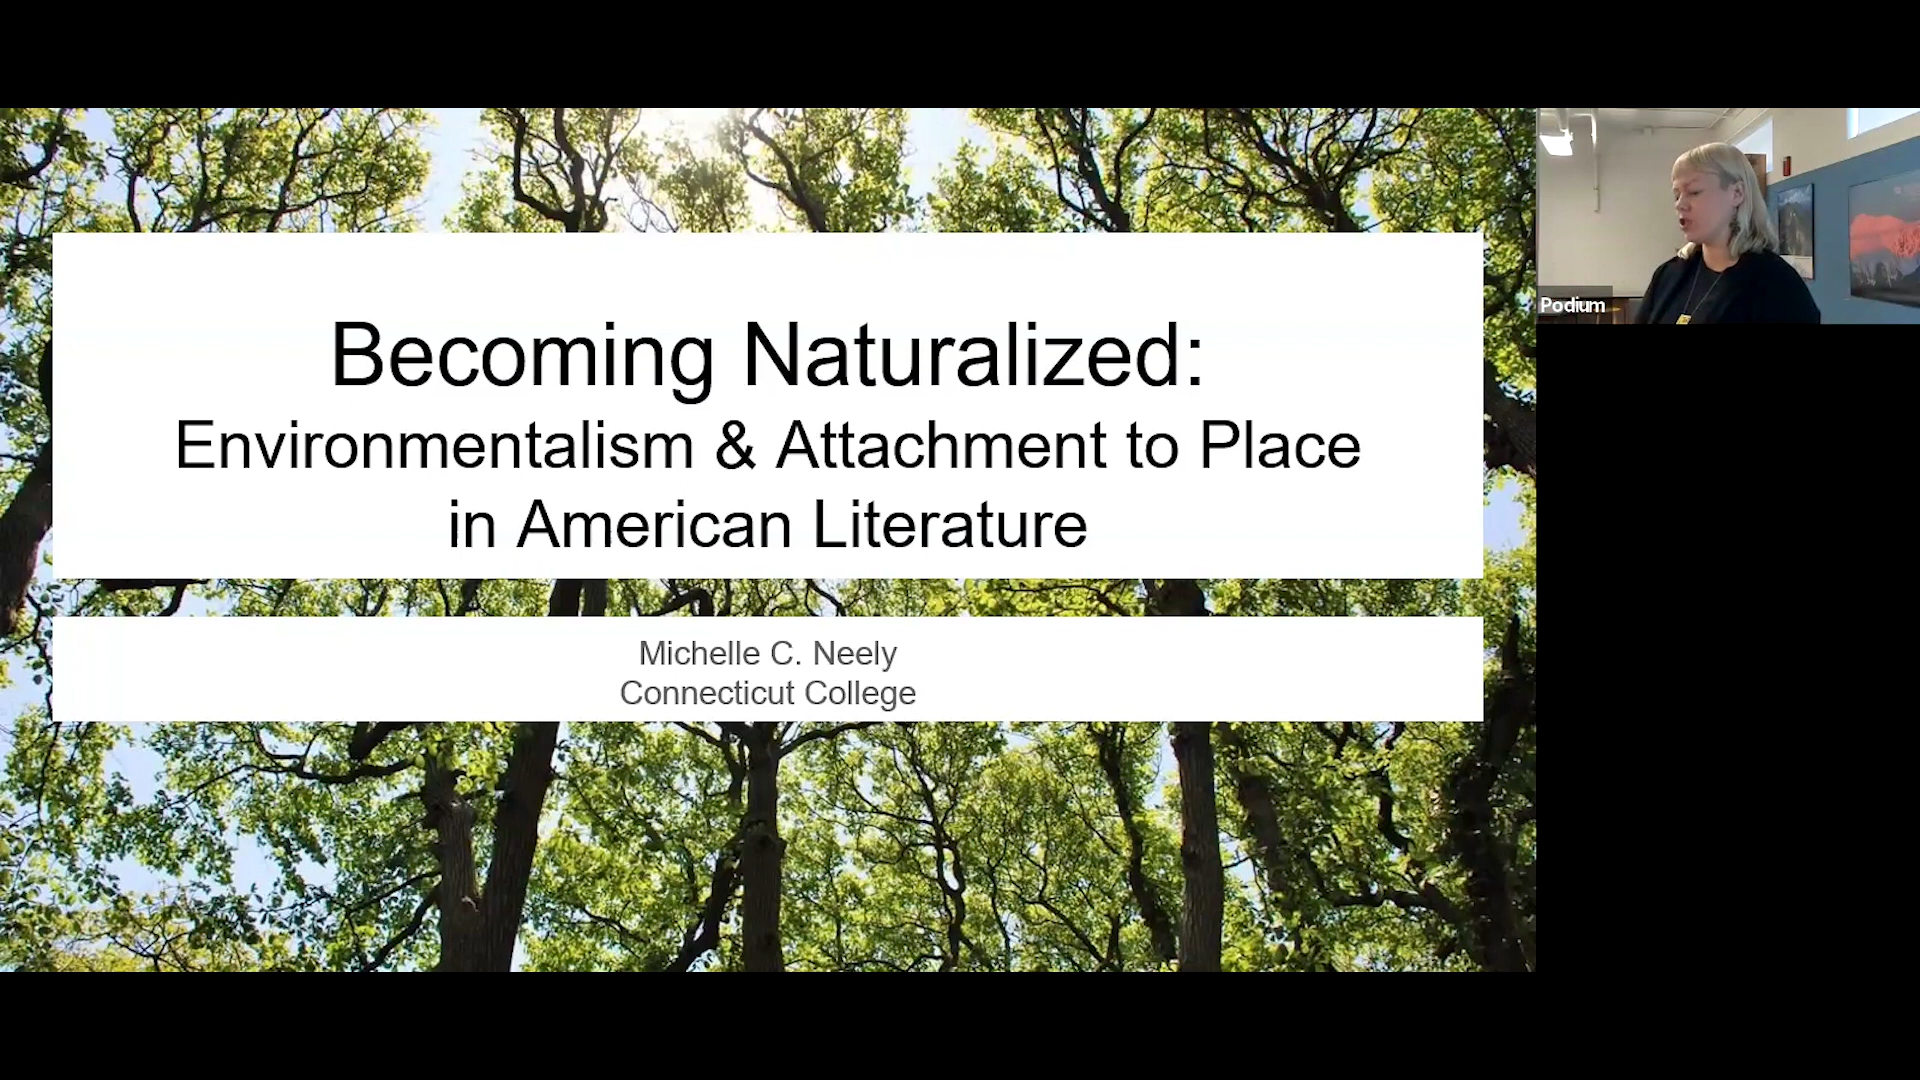 Becoming Naturalized:
Environmentalism & Attachment to Place
in American Literature
Michelle C. Neely
Connecticut College
Podium